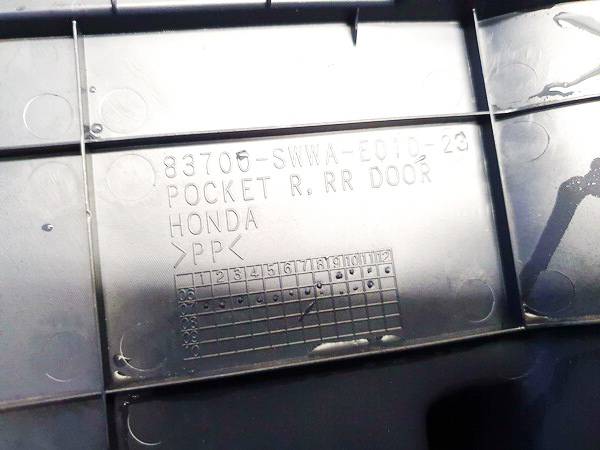 83706-SWWA-E010-23
POCKET R, RR DOOR
HONDA
>PP<
1 2 3 4 5 6 7 8 9 10 11 12